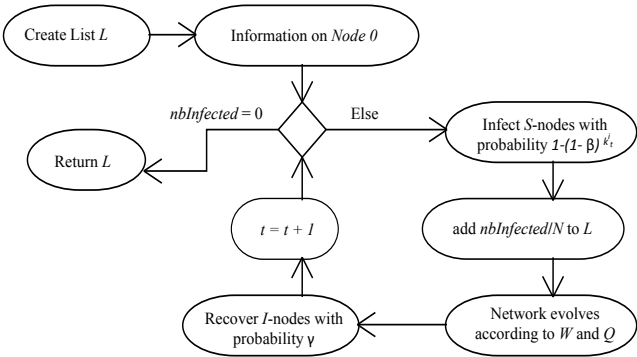 Create List L
Information on Node 0
nbInfected = 0
Else
Infect S-nodes with
probability 1-(1- β) kⁱₜ
Return L
t = t + 1
add nbInfected/N to L
Recover I-nodes with
probability γ
Network evolves
according to W and Q